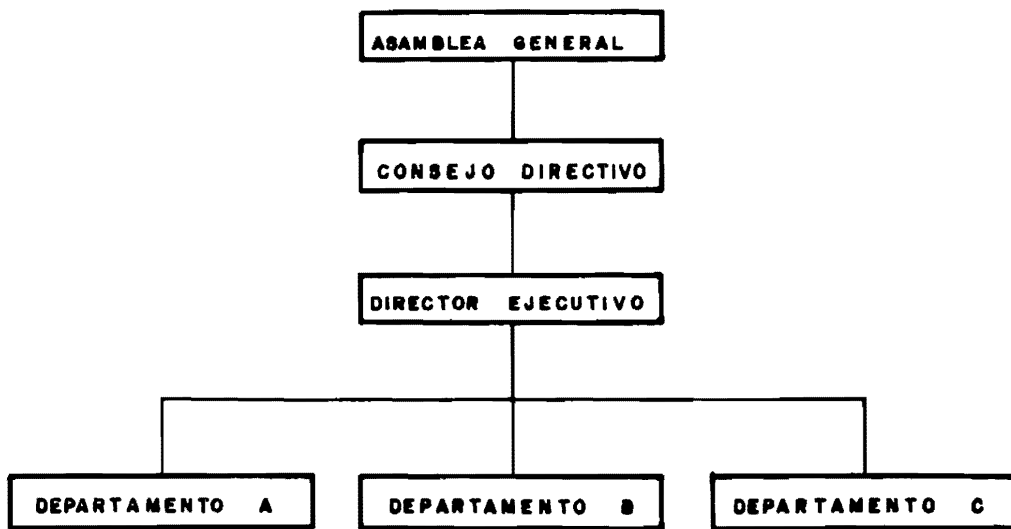 ASAMBLEA GENERAL
CONSEJO DIRECTIVO
DIRECTOR EJECUTIVO
DEPARTAMENTO A
DEPARTAMENTO B
DEPARTAMENTO C